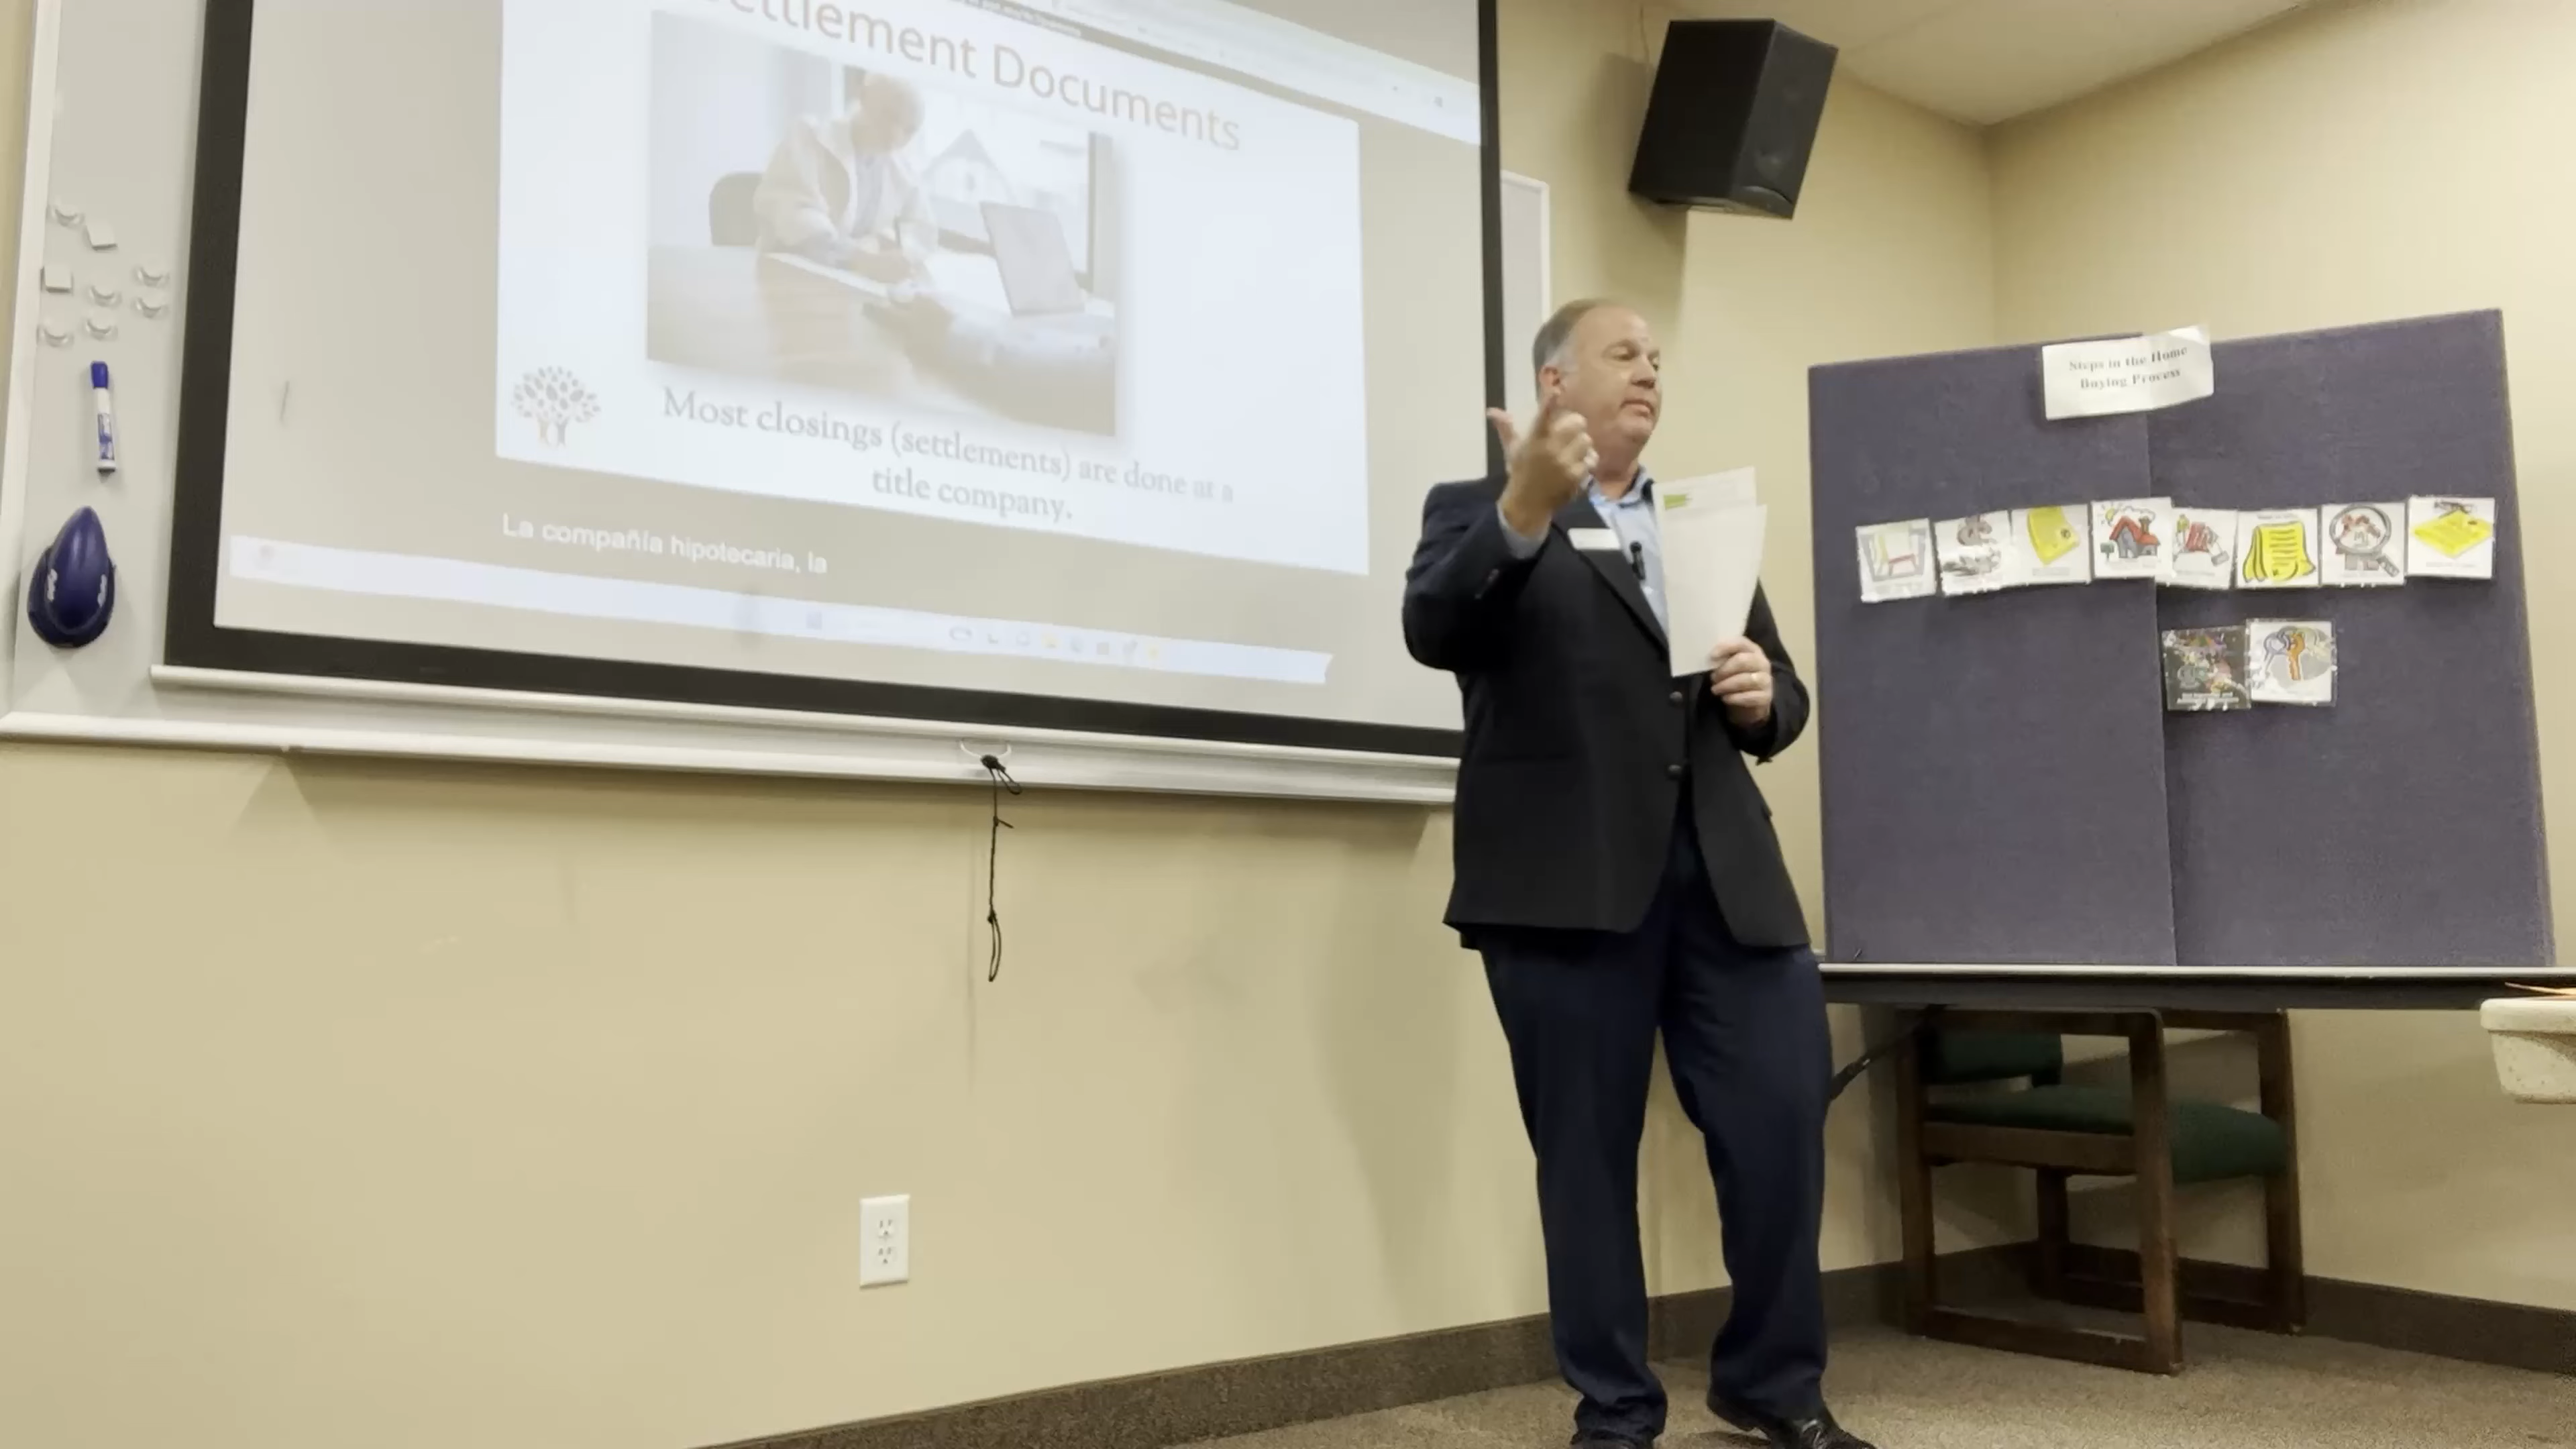 Settlement Documents
Most closings (settlements) are done at a
title company.
La compañía hipotecaria, la
Steps in the Home
Buying Process